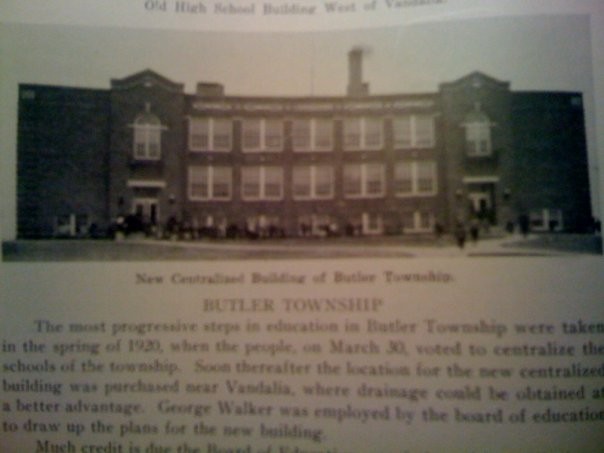 Old High School Building West of Vandalia.
New Centralized Building of Butler Township.
BUTLER TOWNSHIP
The most progressive steps in education in Butler Township were taken
in the spring of 1920, when the people, on March 30, voted to centralize the
schools of the township. Soon thereafter the location for the new centralized
building was purchased near Vandalia, where drainage could be obtained at
a better advantage. George Walker was employed by the board of education
to draw up the plans for the new building.
Much credit is due the Board of